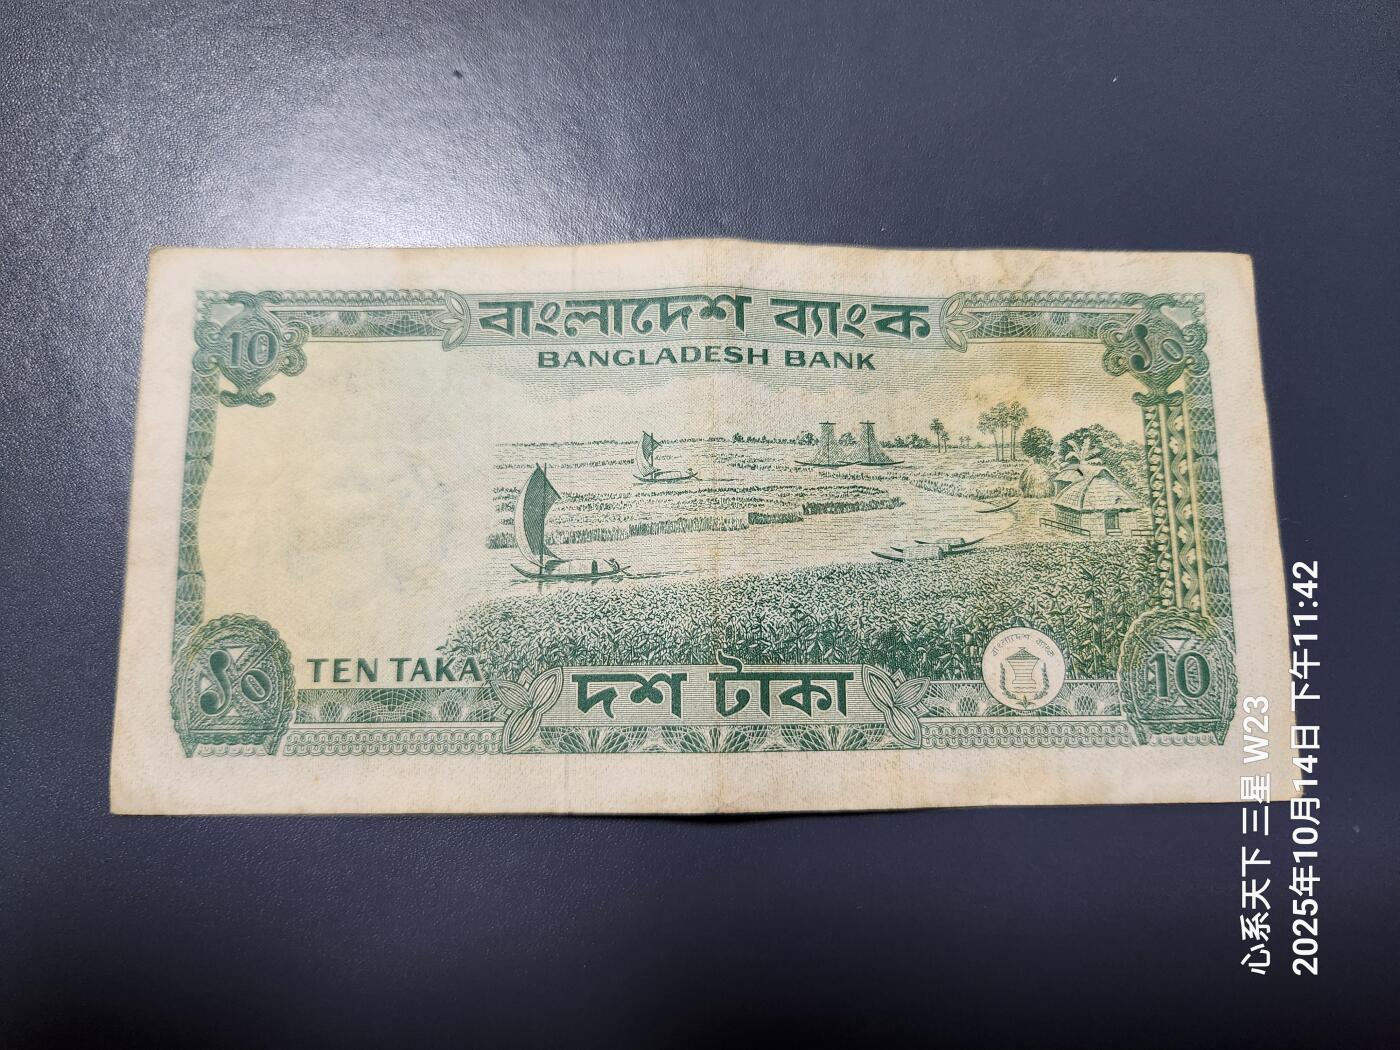 বাংলাদেশ ব্যাংক
BANGLADESH BANK
10
১০
TEN TAKA
দশ টাকা
১০
10
বাংলাদেশ ব্যাংক
心系天下 三星 W23
2025年10月14日 下午11:42